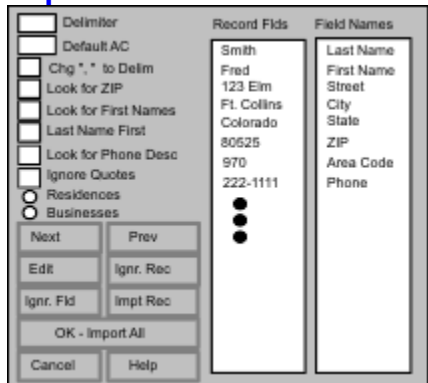 Delimiter
Default AC
Chg ", " to Delim
Look for ZIP
Look for First Names
Last Name First
Look for Phone Desc
Ignore Quotes
Residences
Businesses
Next Prev
Edit Ignr. Rec
Ignr. Fld Impt Rec
OK - Import All
Cancel Help
Record Flds Field Names
Smith Last Name
Fred First Name
123 Elm Street
Ft. Collins City
Colorado State
80525 ZIP
970 Area Code
222-1111 Phone